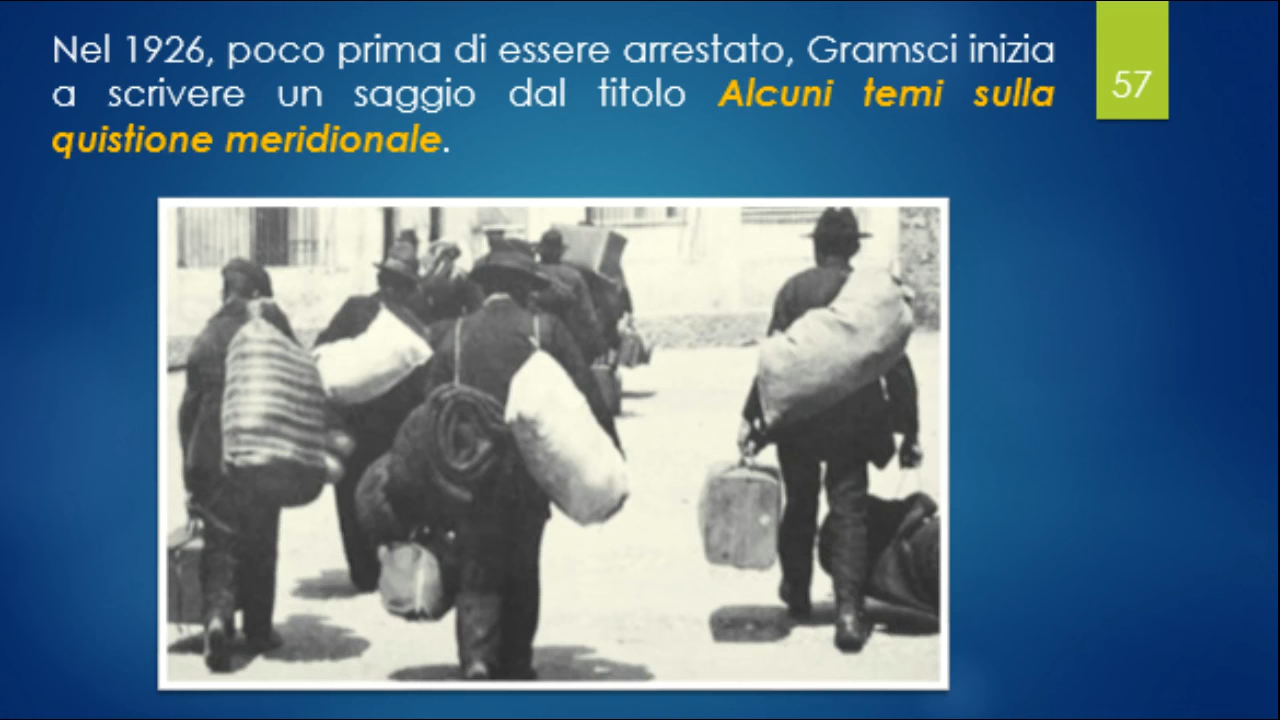 Nel 1926, poco prima di essere arrestato, Gramsci inizia
a scrivere un saggio dal titolo Alcuni temi sulla
quistione meridionale.
57